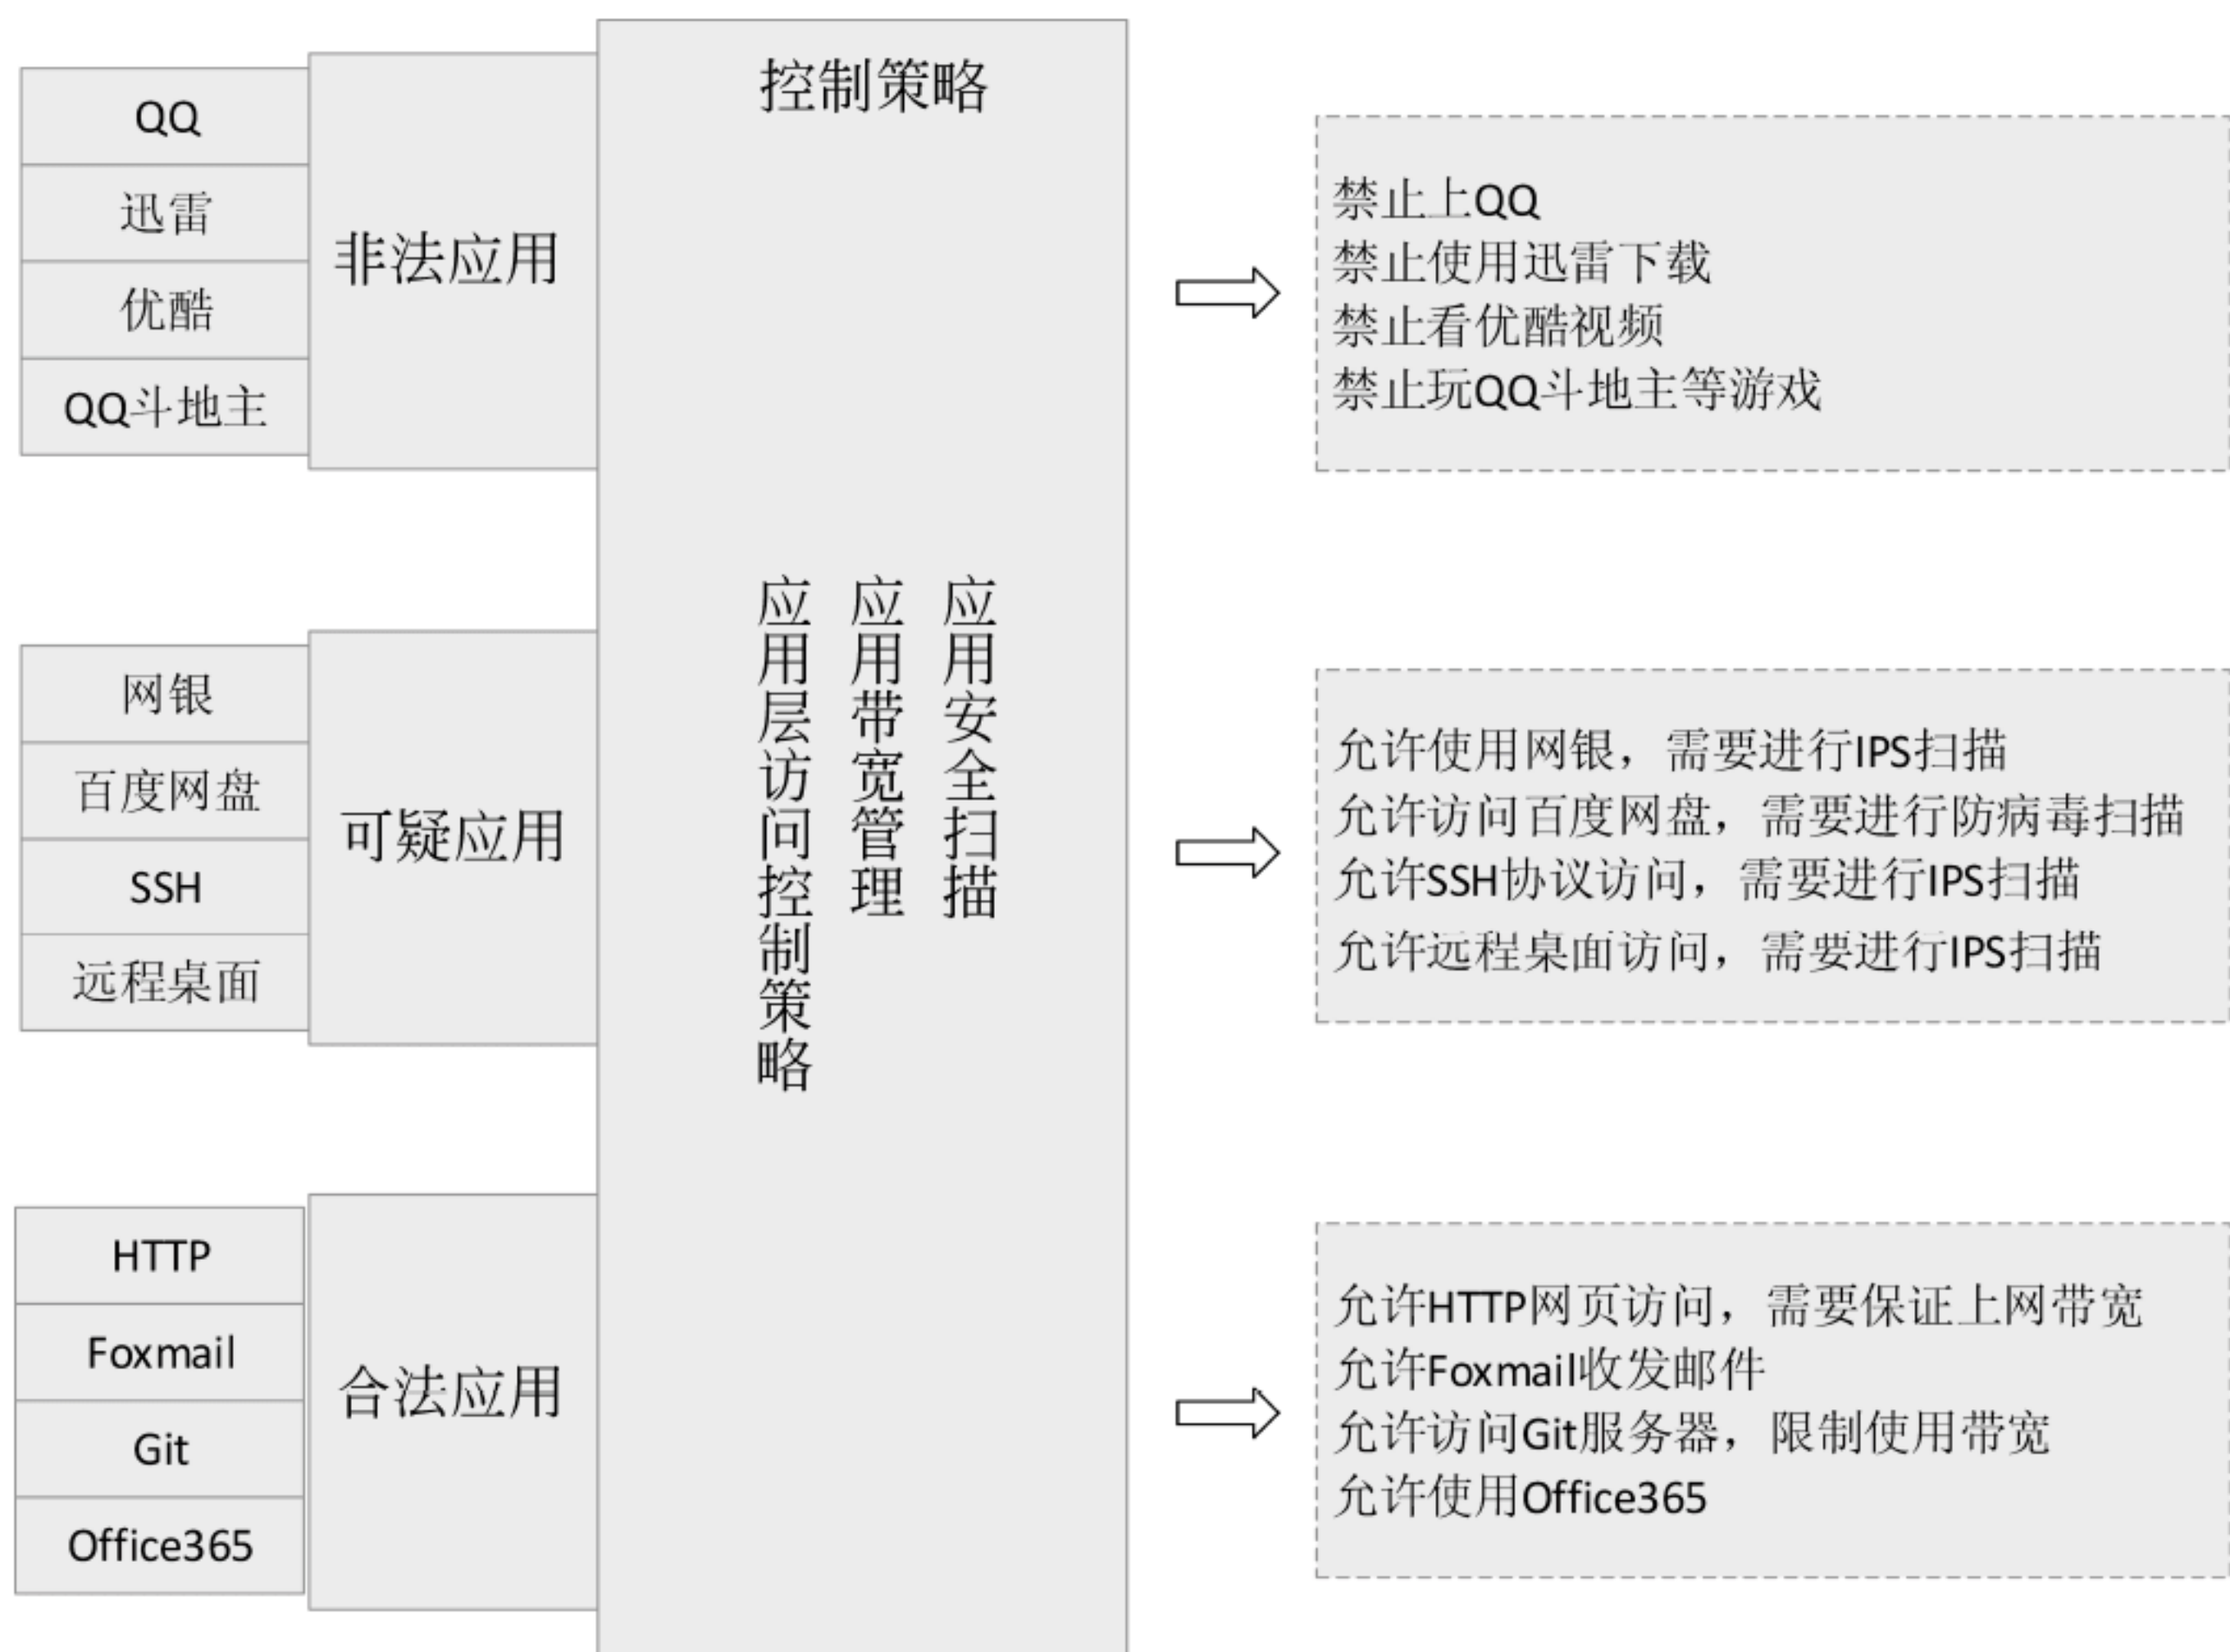 控制策略
QQ
迅雷
优酷
QQ斗地主
非法应用
禁止上QQ
禁止使用迅雷下载
禁止看优酷视频
禁止玩QQ斗地主等游戏
网银
百度网盘
SSH
远程桌面
可疑应用
应用层访问控制策略
应用带宽管理
应用安全扫描
允许使用网银，需要进行IPS扫描
允许访问百度网盘，需要进行防病毒扫描
允许SSH协议访问，需要进行IPS扫描
允许远程桌面访问，需要进行IPS扫描
HTTP
Foxmail
Git
Office365
合法应用
允许HTTP网页访问，需要保证上网带宽
允许Foxmail收发邮件
允许访问Git服务器，限制使用带宽
允许使用Office365